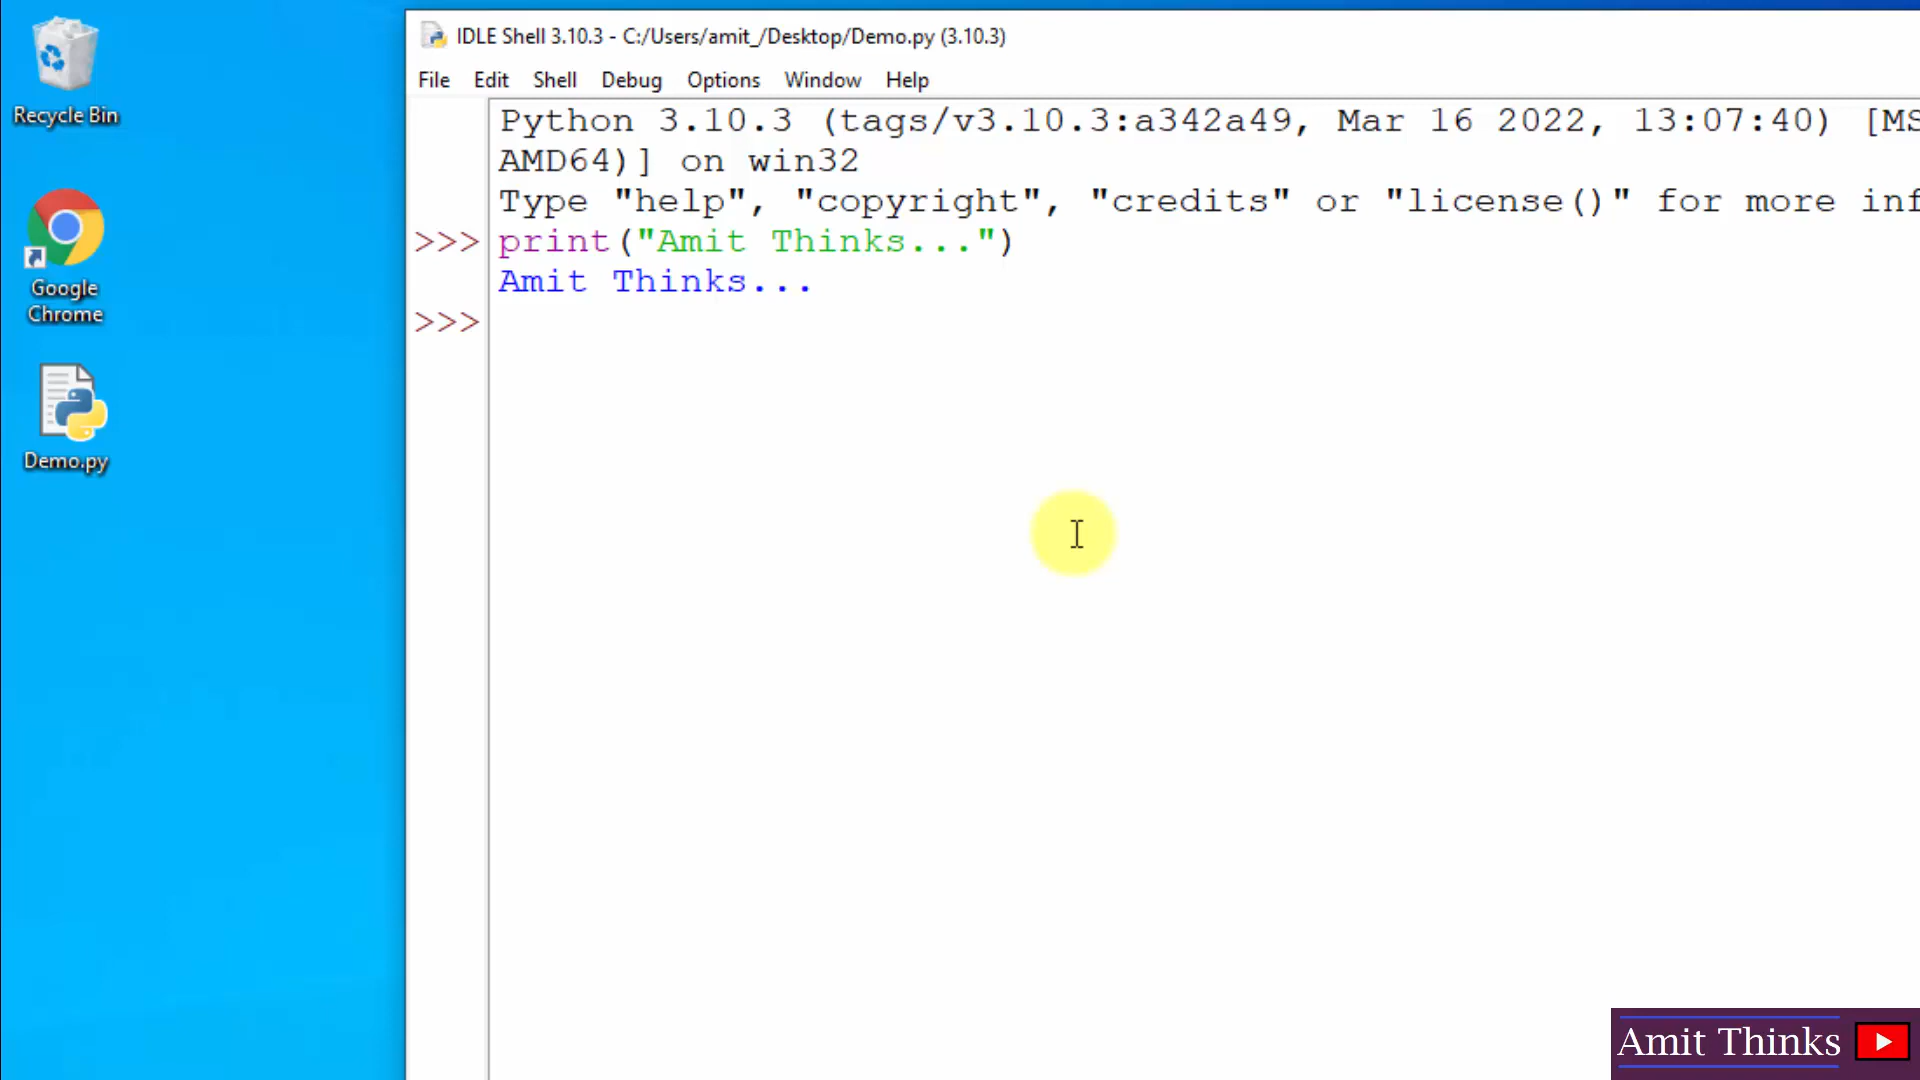 Recycle Bin
Google
Chrome
Demo.py
IDLE Shell 3.10.3 - C:/Users/amit_/Desktop/Demo.py (3.10.3)
File Edit Shell Debug Options Window Help
Python 3.10.3 (tags/v3.10.3:a342a49, Mar 16 2022, 13:07:40) [MS
AMD64)] on win32
Type "help", "copyright", "credits" or "license()" for more inf
>>> print("Amit Thinks...")
Amit Thinks...
>>>
Amit Thinks